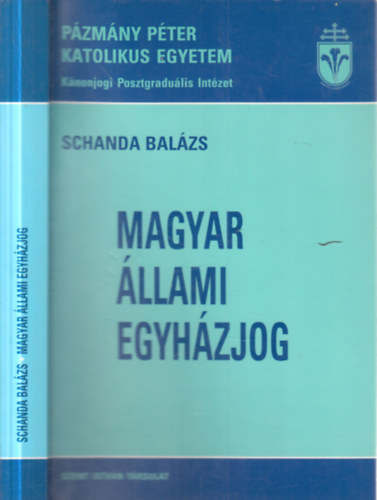 PÁZMÁNY PÉTER
KATOLIKUS EGYETEM
Kánonjogi Posztgraduális Intézet
SCHANDA BALÁZS
MAGYAR
ÁLLAMI
EGYHÁZJOG
SZENT ISTVÁN TÁRSULAT
SCHANDA BALÁZS • MAGYAR ÁLLAMI EGYHÁZJOG